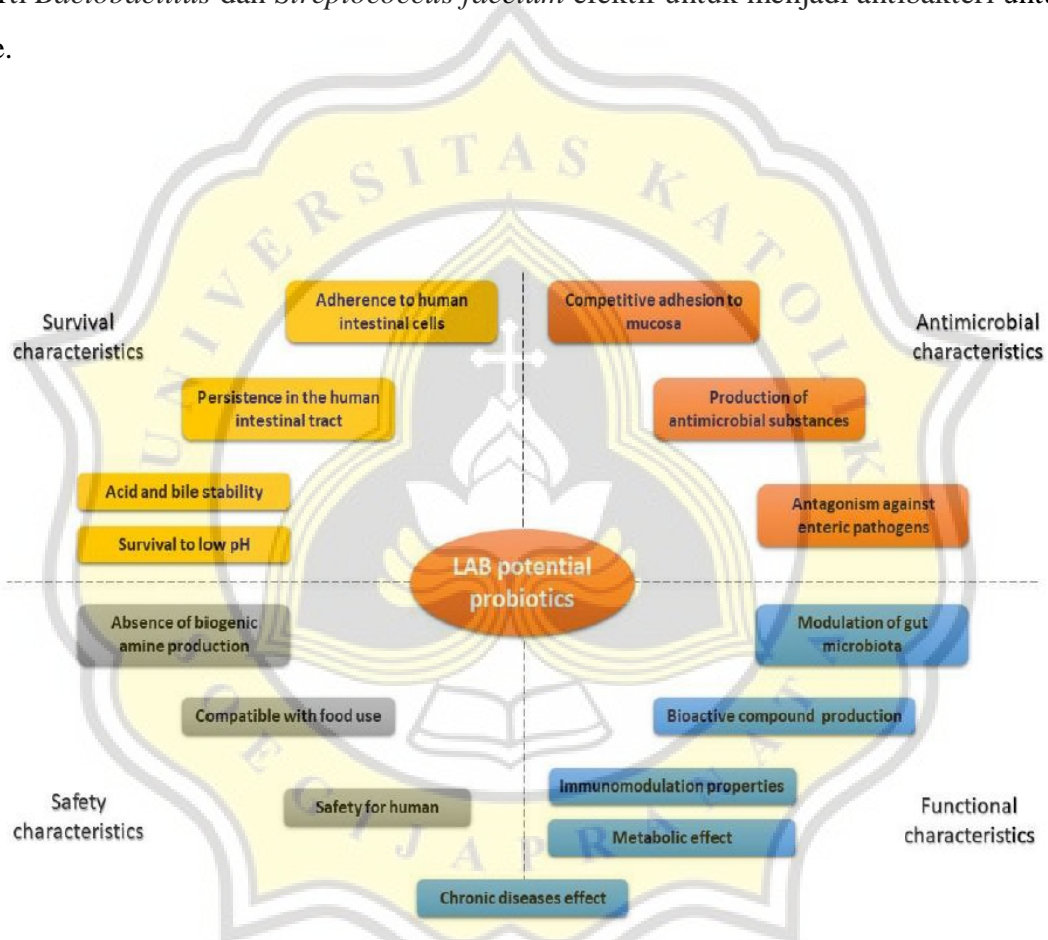 dan Streptococcus faecium efektif untuk menjadi antibakteri
e.
UNIVERSITAS KATOLIK
Adherence to human
intestinal cells
Competitive adhesion to
mucosa
Survival
characteristics
Antimicrobial
characteristics
Persistence in the human
intestinal tract
Production of
antimicrobial substances
Acid and bile stability
Antagonism against
enteric pathogens
Survival to low pH
LAB potential
probiotics
Absence of biogenic
amine production
Modulation of gut
microbiota
Compatible with food use
Bioactive compound production
Immunomodulation properties
Safety for human
Safety
characteristics
Functional
characteristics
Metabolic effect
SOEGIJAPRANATA
Chronic diseases effect